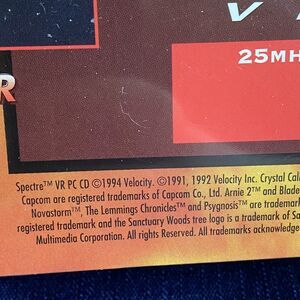 V
25MH
R
Spectre™ VR PC CD ©1994 Velocity. ©1991, 1992 Velocity Inc. Crystal Cal
Capcom are registered trademarks of Capcom Co., Ltd. Arnie 2™ and Blade
Novastorm™, The Lemmings Chronicles™ and Psygnosis™ are trademar
registered trademark and the Sanctuary Woods tree logo is a trademark of Sa
Multimedia Corporation. All rights Reserved. All trademarks acknowledge